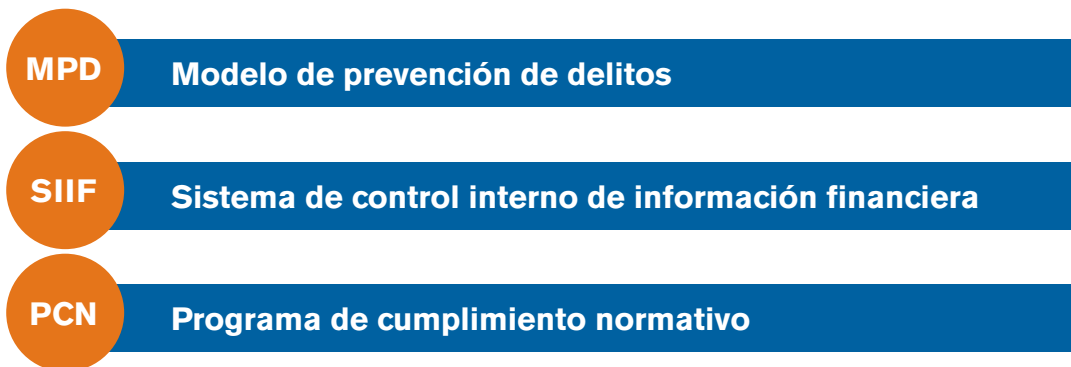 MPD Modelo de prevención de delitos
SIIF Sistema de control interno de información financiera
PCN Programa de cumplimiento normativo